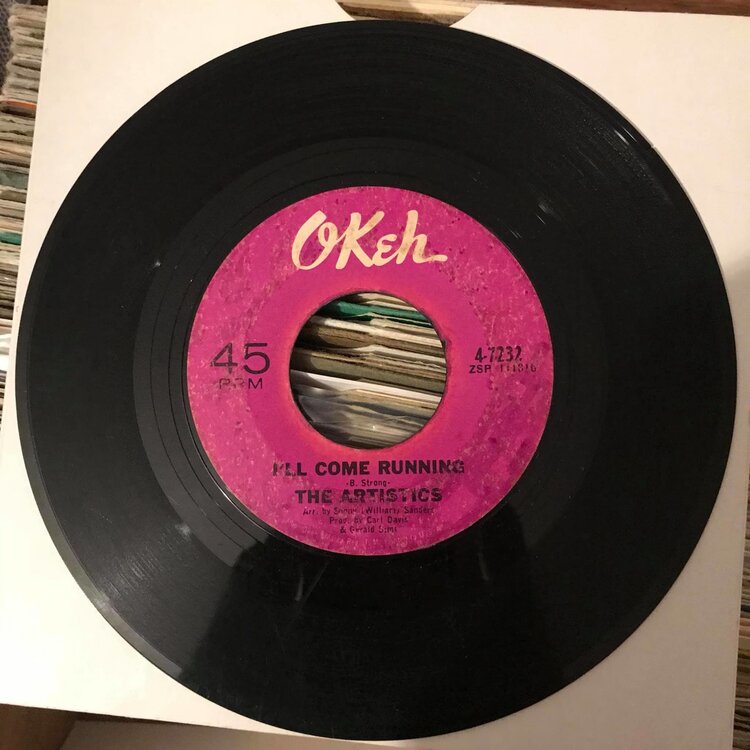 OKeh
45
RPM
4-7232
ZSP 111816
I'LL COME RUNNING
-B. Strong-
THE ARTISTICS
Arr. by Sonny (William) Sanders
Prod. by Carl Davis
& Gerald Sims